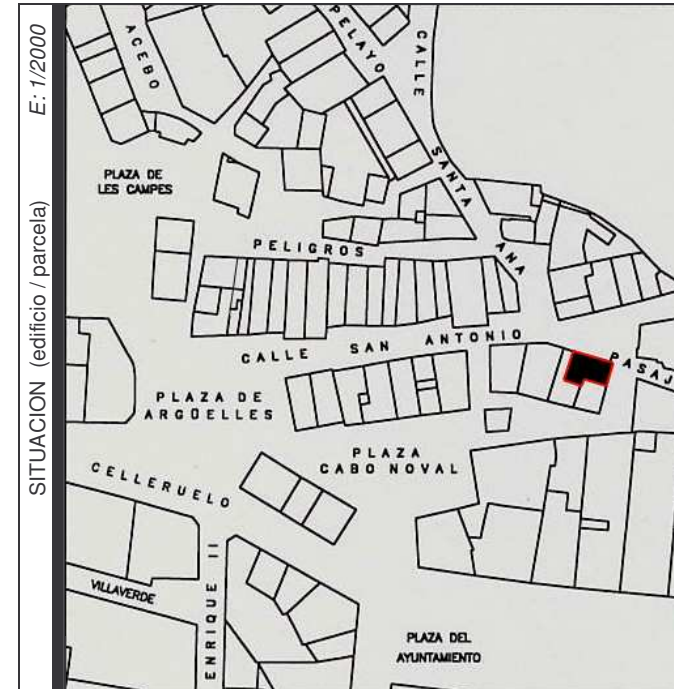 SITUACION (edificio / parcela) E: 1/2000
ACEBO
PELAYO
CALLE
SANTA ANA
PLAZA DE
LES CAMPES
PELIGROS
CALLE SAN ANTONIO
PASAJ
PLAZA DE
ARGÜELLES
PLAZA
CABO NOVAL
CELLERUELO
VILLAVERDE
ENRIQUE II
PLAZA DEL
AYUNTAMIENTO